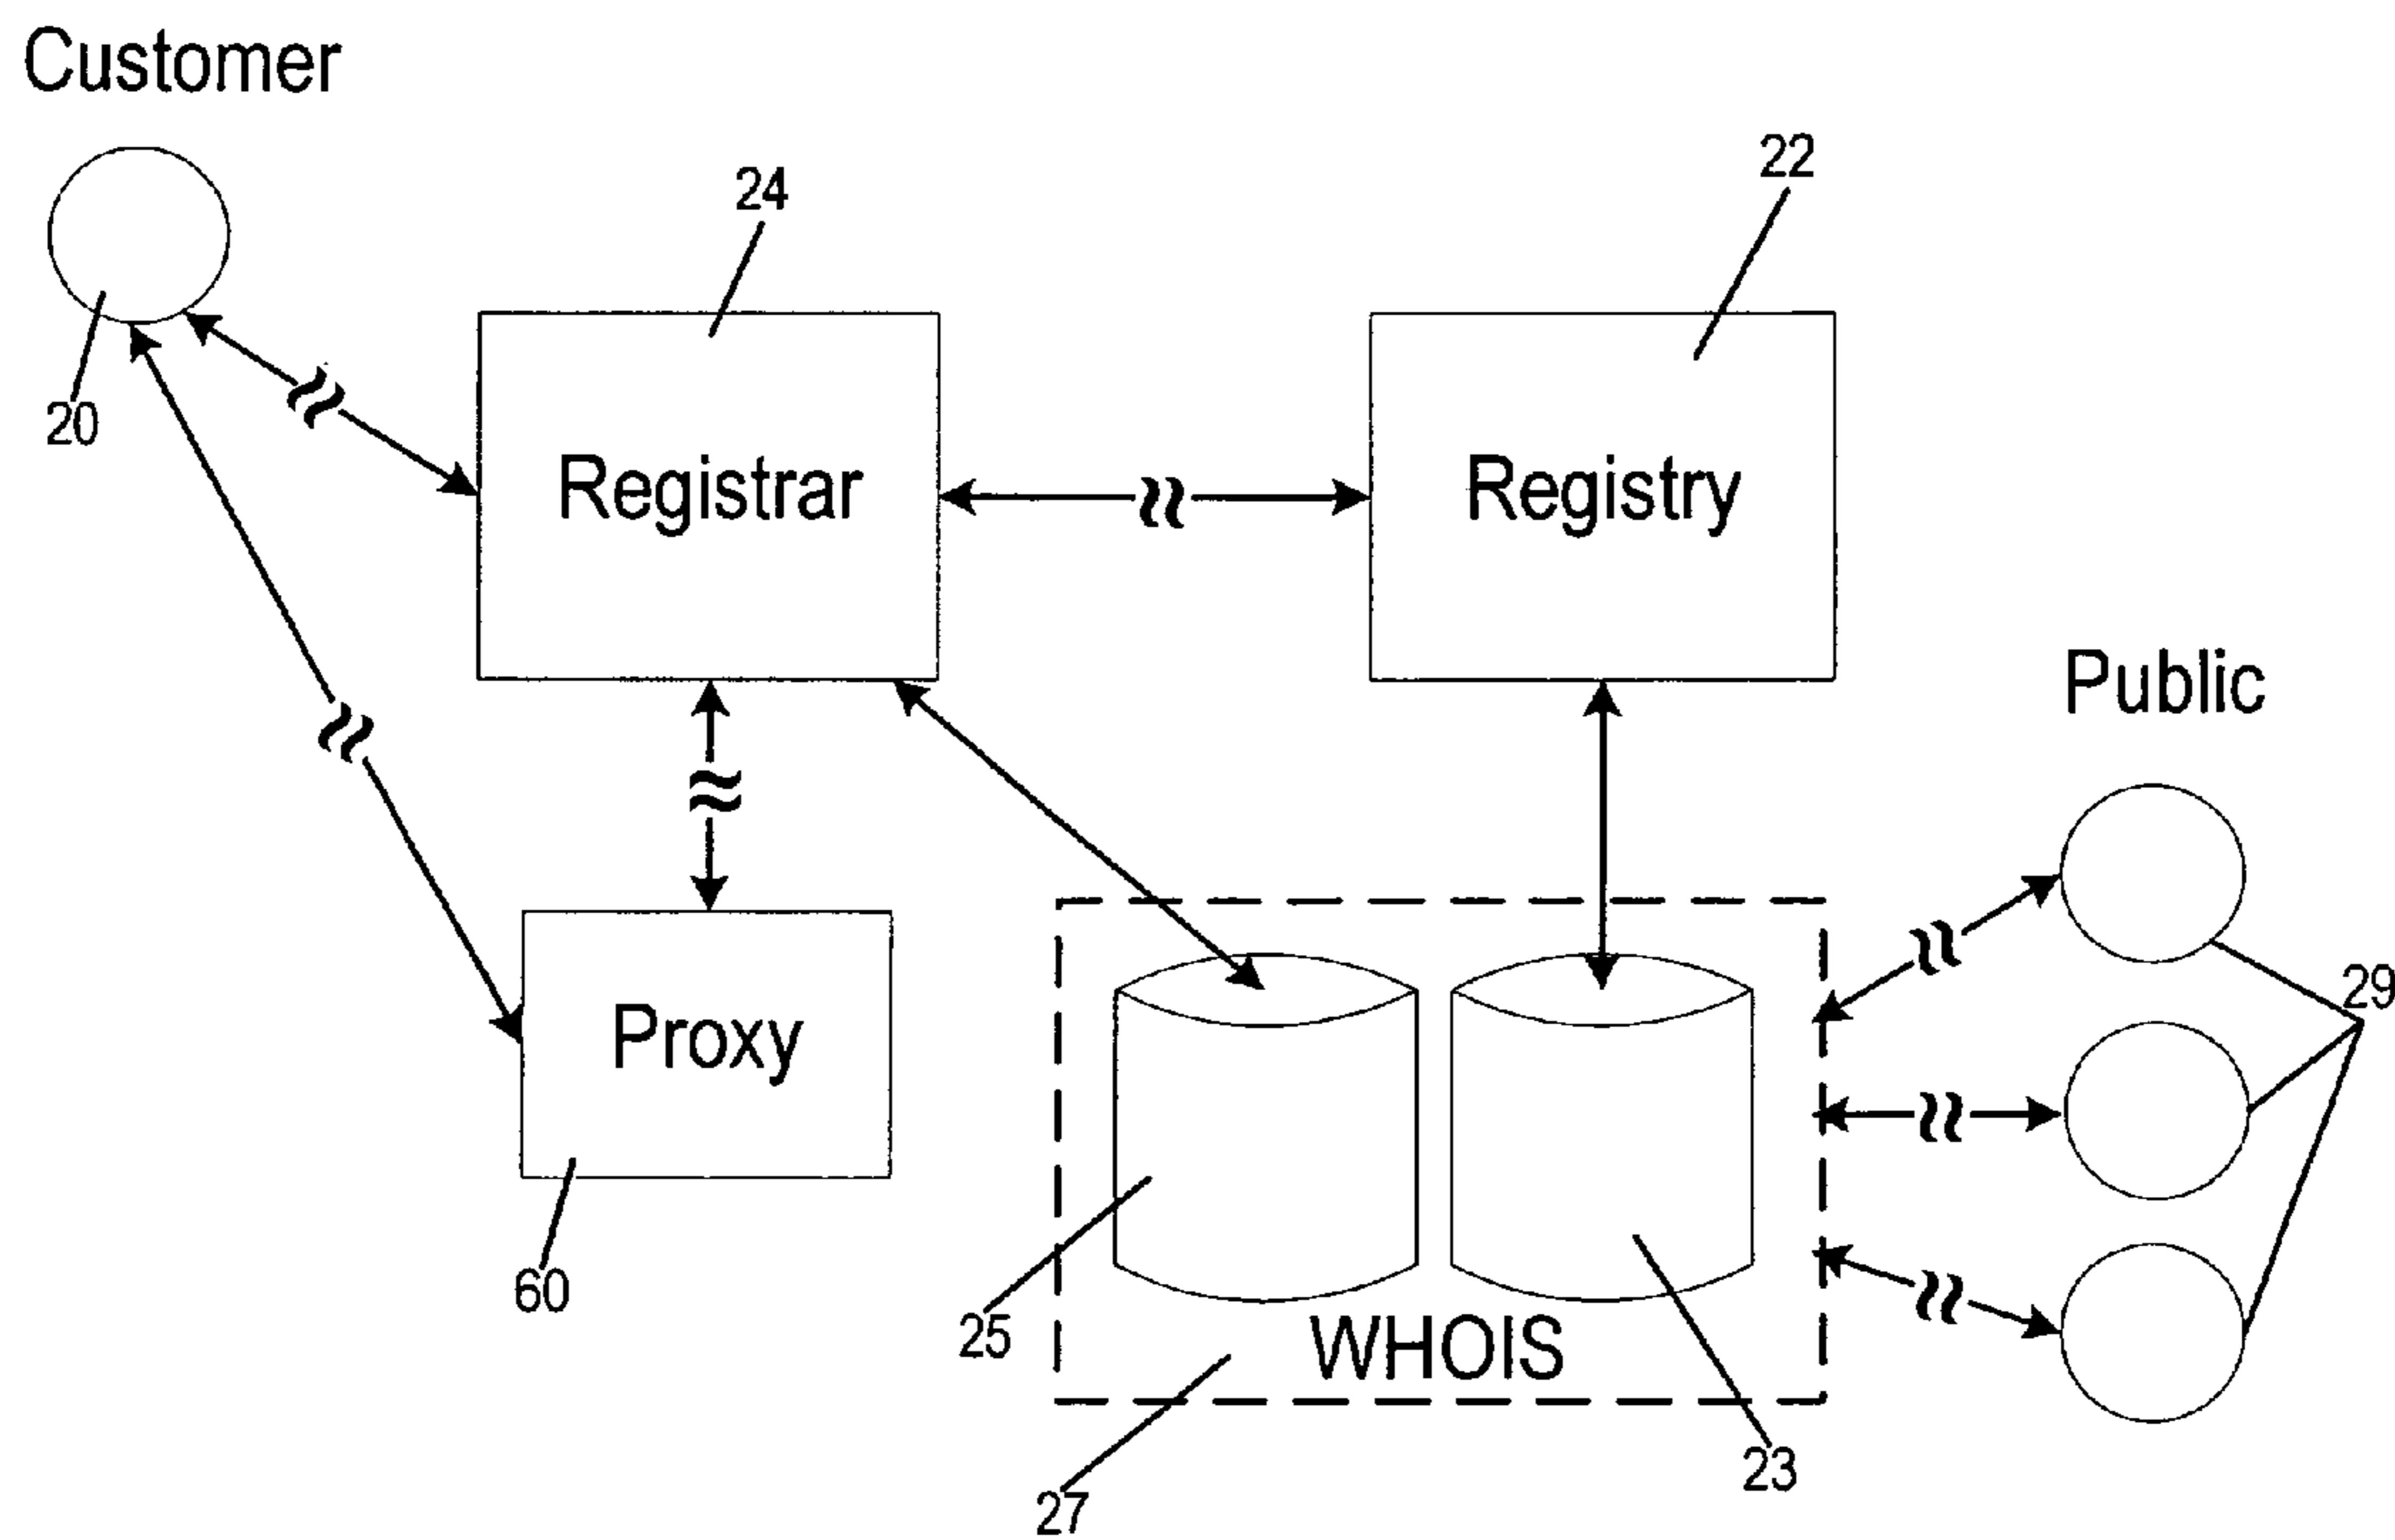 Customer
22
24
20
Registrar
Registry
Public
29
Proxy
60
25
WHOIS
23
27